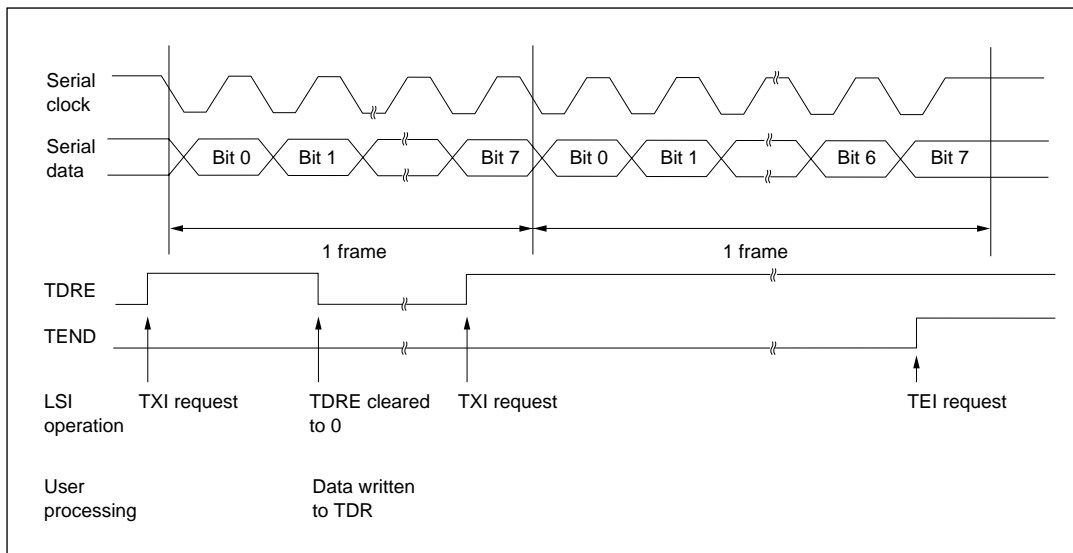 Serial
clock
Serial
data
Bit 0 Bit 1 Bit 7 Bit 0 Bit 1 Bit 6 Bit 7
1 frame 1 frame
TDRE
TEND
LSI
operation
TXI request
TDRE cleared
to 0
TXI request
TEI request
User
processing
Data written
to TDR